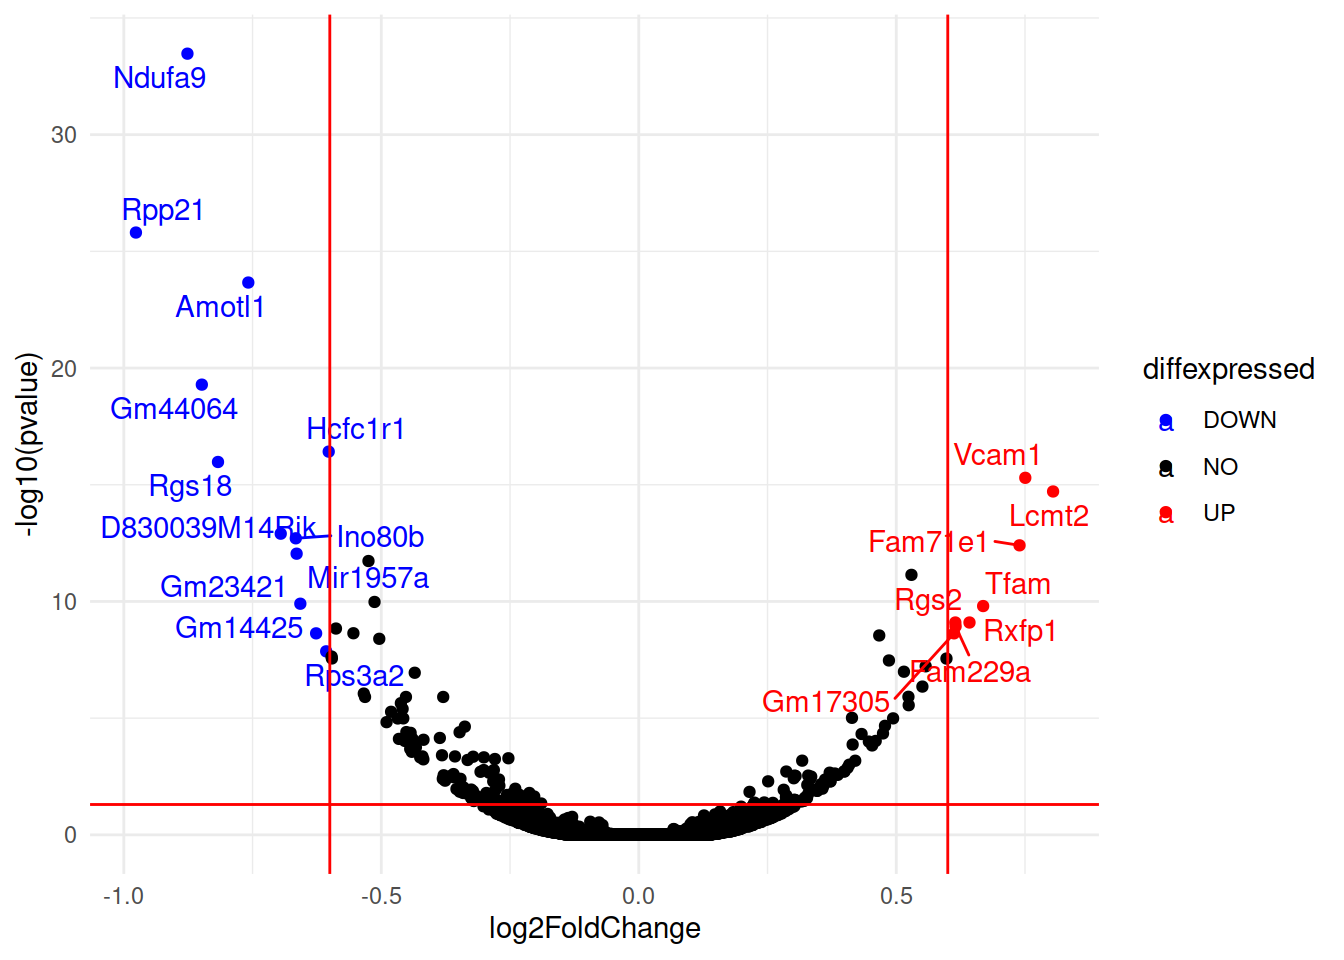 Ndufa9
30
Rpp21
Amotl1
20
Gm44064
Hcfc1r1
Rgs18
Vcam1
Lcmt2
D830039M14Rik
Ino80b
Fam71e1
Mir1957a
Gm23421
Tfam
Rgs2
10
Gm14425
Rxfp1
Rps3a2
Fam229a
Gm17305
0
-log10(pvalue)
-1.0 -0.5 0.0 0.5
log2FoldChange
diffexpressed
a DOWN
a NO
a UP